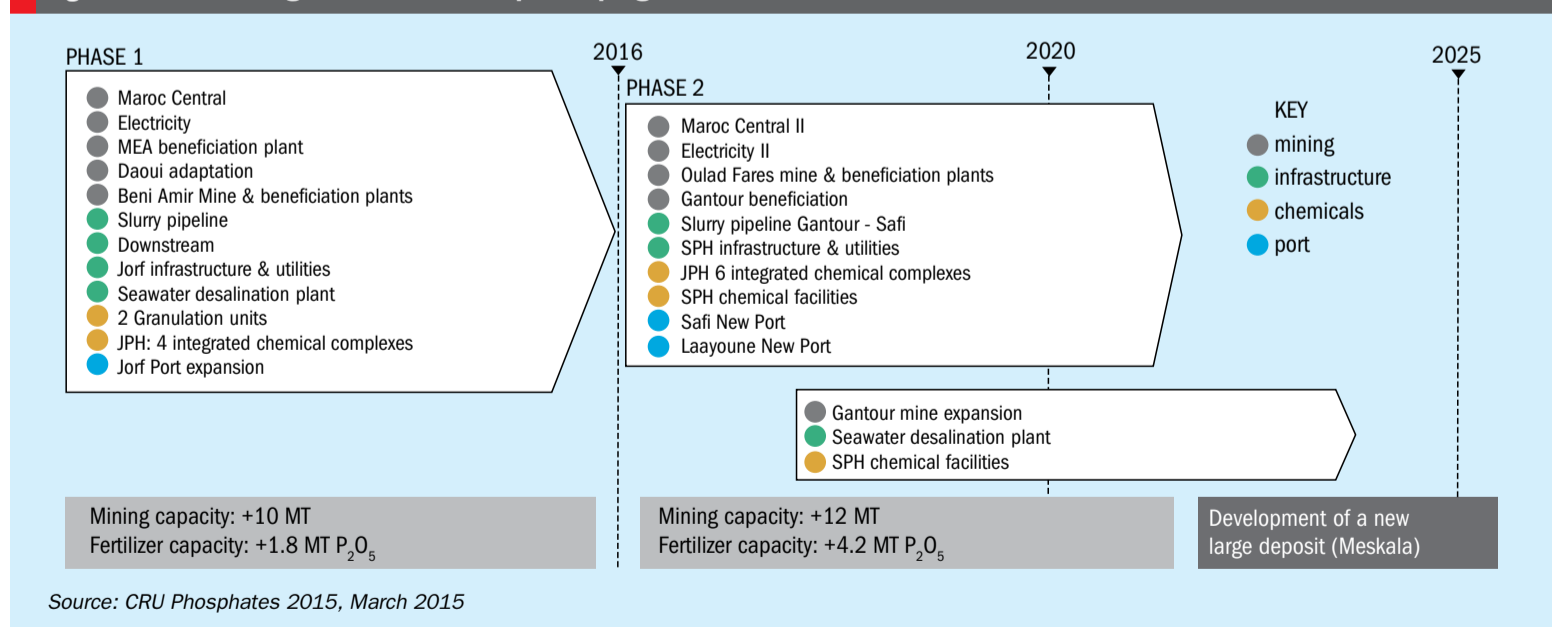 PHASE 1
Maroc Central
Electricity
MEA beneficiation plant
Daoui adaptation
Beni Amir Mine & beneficiation plants
Slurry pipeline
Downstream
Jorf infrastructure & utilities
Seawater desalination plant
2 Granulation units
JPH: 4 integrated chemical complexes
Jorf Port expansion
2016
PHASE 2
Maroc Central II
Electricity II
Oulad Fares mine & beneficiation plants
Gantour beneficiation
Slurry pipeline Gantour - Safi
SPH infrastructure & utilities
JPH 6 integrated chemical complexes
SPH chemical facilities
Safi New Port
Laayoune New Port
2020
Gantour mine expansion
Seawater desalination plant
SPH chemical facilities
2025
KEY
mining
infrastructure
chemicals
port
Mining capacity: +10 MT
Fertilizer capacity: +1.8 MT P₂O₅
Mining capacity: +12 MT
Fertilizer capacity: +4.2 MT P₂O₅
Development of a new
large deposit (Meskala)
Source: CRU Phosphates 2015, March 2015